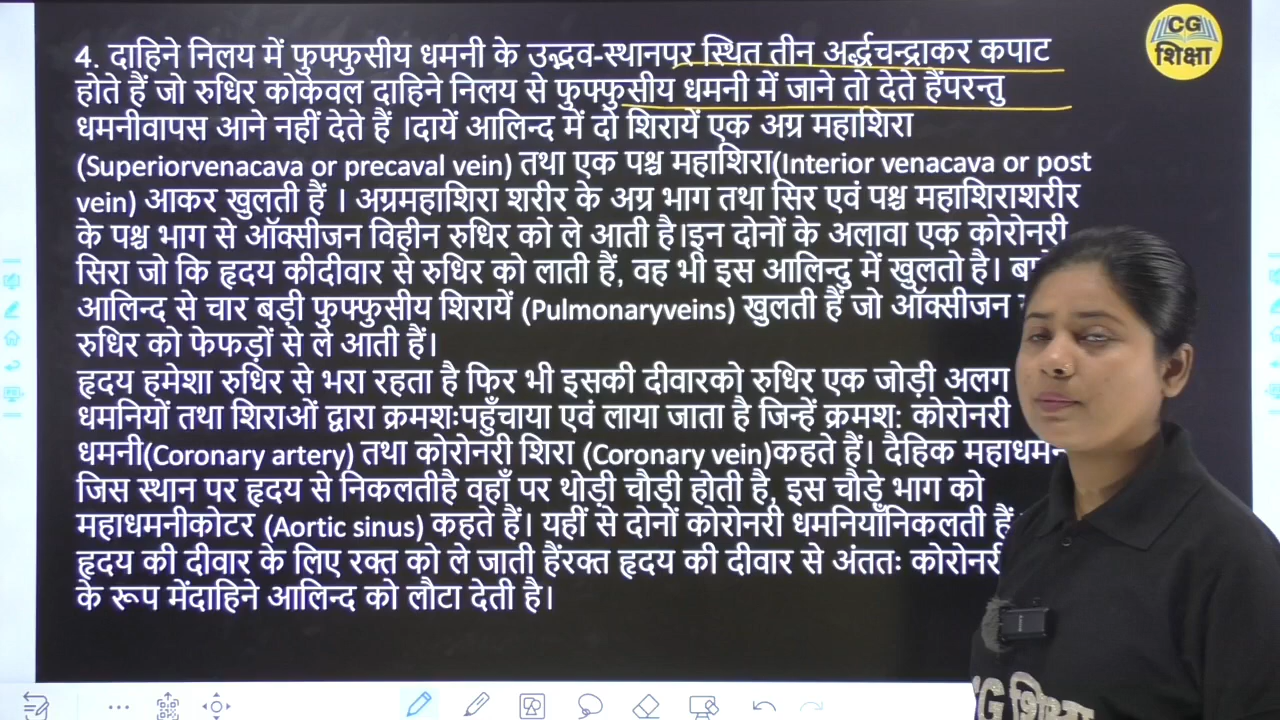 4. दाहिने निलय में फुफ्फुसीय धमनी के उद्भव-स्थानपर स्थित तीन अर्द्धचन्द्राकर कपाट
होते हैं जो रुधिर कोकेवल दाहिने निलय से फुफ्फुसीय धमनी में जाने तो देते हैंपरन्तु
धमनीवापस आने नहीं देते हैं ।दायें आलिन्द में दो शिरायें एक अग्र महाशिरा
(Superiorvenacava or precaval vein) तथा एक पश्च महाशिरा(Interior venacava or post
vein) आकर खुलती हैं । अग्रमहाशिरा शरीर के अग्र भाग तथा सिर एवं पश्च महाशिराशरीर
के पश्च भाग से ऑक्सीजन विहीन रुधिर को ले आती है।इन दोनों के अलावा एक कोरोनरी
सिरा जो कि हृदय कीदीवार से रुधिर को लाती हैं, वह भी इस आलिन्दु में खुलतो है।
आलिन्द से चार बड़ी फुफ्फुसीय शिरायें (Pulmonaryveins) खुलती हैं जो ऑक्सीजन
रुधिर को फेफड़ों से ले आती हैं।
हृदय हमेशा रुधिर से भरा रहता है फिर भी इसकी दीवारको रुधिर एक जोड़ी अलग
धमनियों तथा शिराओं द्वारा क्रमशःपहुँचाया एवं लाया जाता है जिन्हें क्रमश: कोरोनरी
धमनी(Coronary artery) तथा कोरोनरी शिरा (Coronary vein)कहते हैं। दैहिक
जिस स्थान पर हृदय से निकलतीहै वहाँ पर थोड़ी चौड़ी होती है, इस चौड़े भाग को
महाधमनीकोटर (Aortic sinus) कहते हैं। यहीं से दोनों कोरोनरी धमनियाँनिकलती हैं
हृदय की दीवार के लिए रक्त को ले जाती हैंरक्त हृदय की दीवार से अंततः कोरोनरी
के रूप मेंदाहिने आलिन्द को लौटा देती है।
CG
शिक्षा